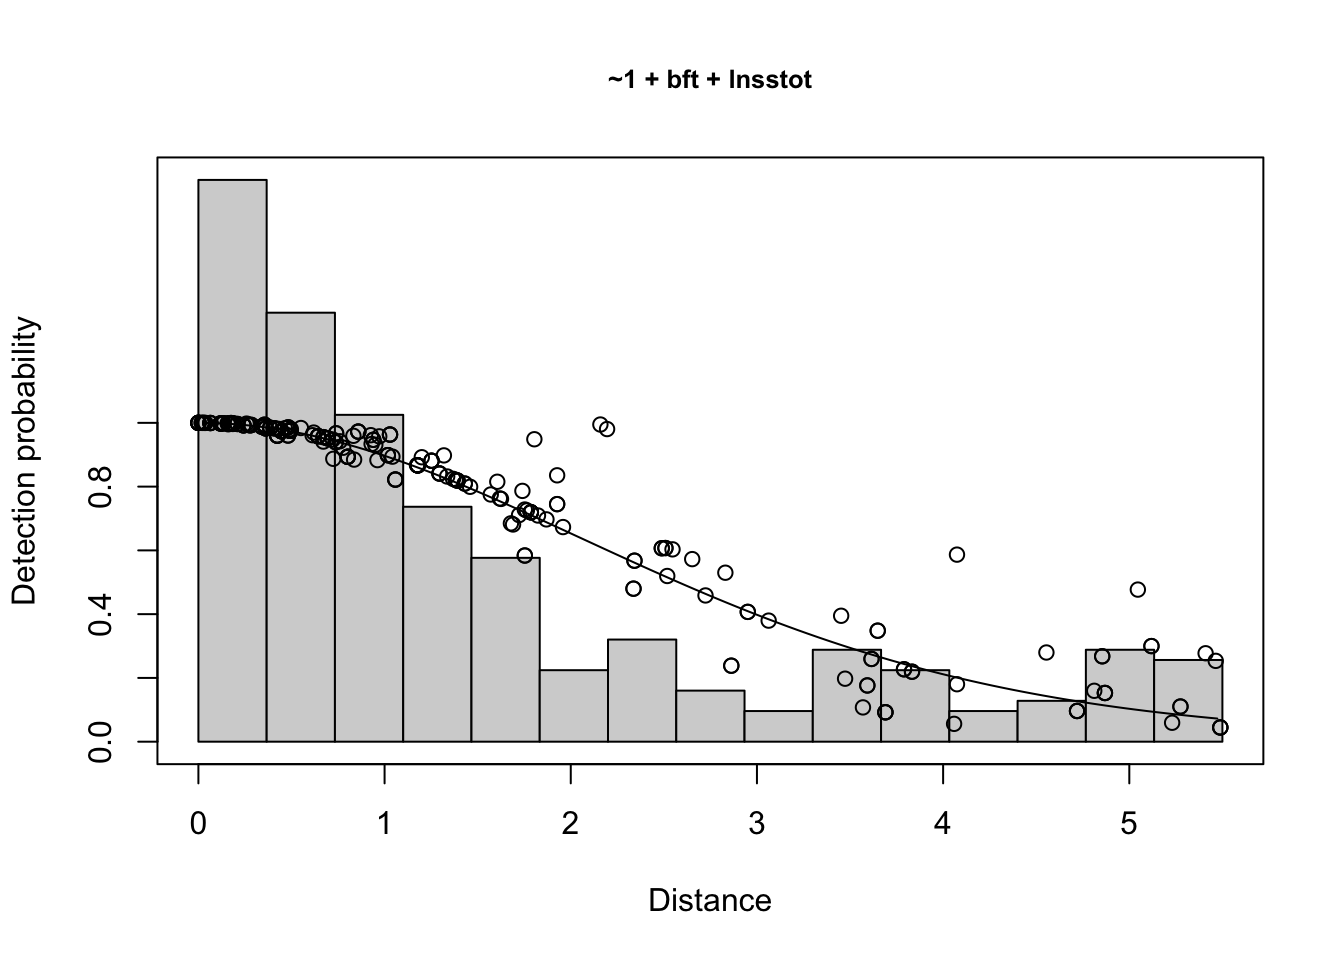 ~1 + bft + lnsstot
Detection probability
0.8
0.4
0.0
0 1 2 3 4 5
Distance